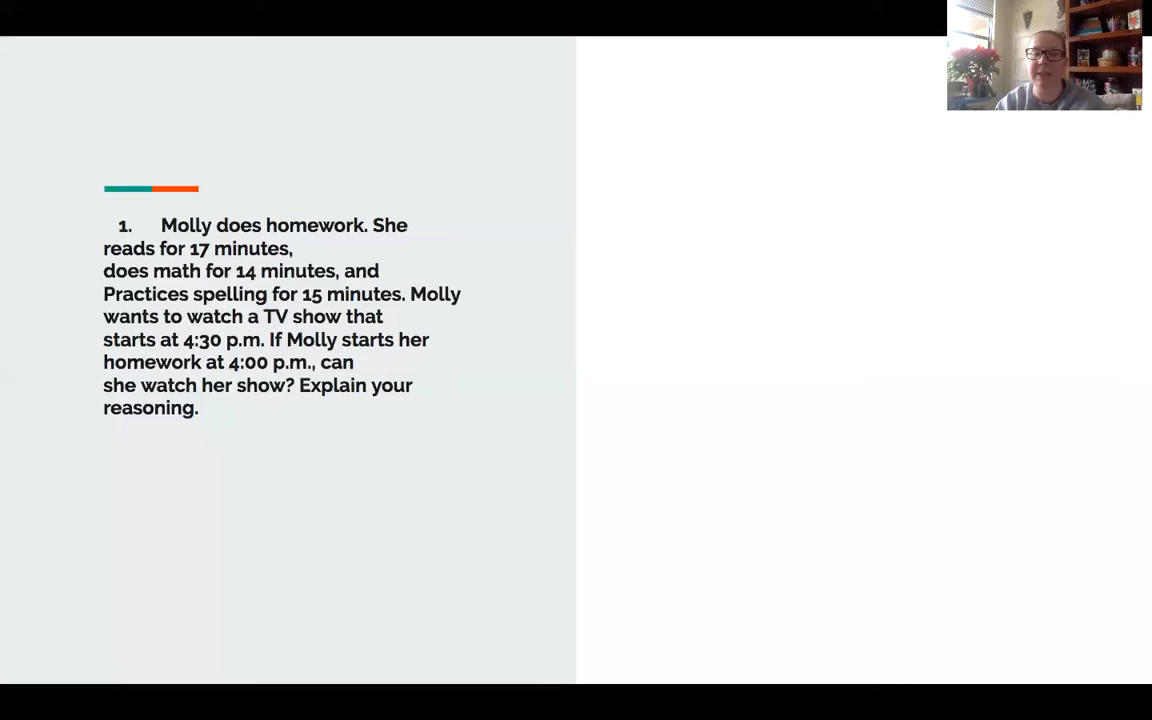 1. Molly does homework. She
reads for 17 minutes,
does math for 14 minutes, and
Practices spelling for 15 minutes. Molly
wants to watch a TV show that
starts at 4:30 p.m. If Molly starts her
homework at 4:00 p.m., can
she watch her show? Explain your
reasoning.